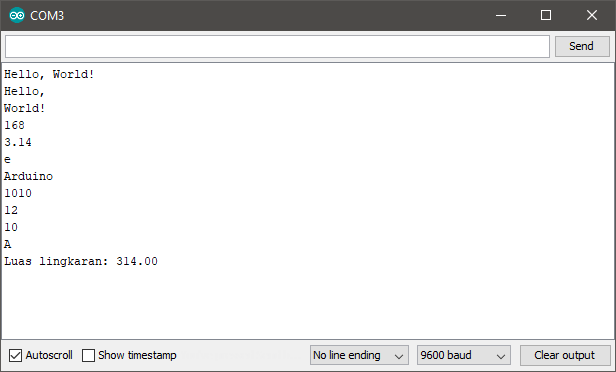 COM3
Send
Hello, World!
Hello,
World!
168
3.14
e
Arduino
1010
12
10
A
Luas lingkaran: 314.00
Autoscroll Show timestamp No line ending 9600 baud Clear output